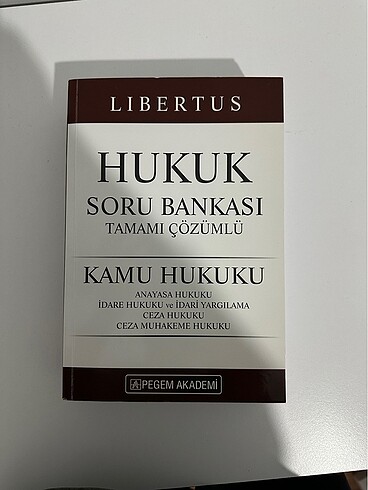 LIBERTUS
HUKUK
SORU BANKASI
TAMAMI ÇÖZÜMLÜ
KAMU HUKUKU
ANAYASA HUKUKU
İDARE HUKUKU ve İDARİ YARGILAMA
CEZA HUKUKU
CEZA MUHAKEME HUKUKU
PEGEM AKADEMİ